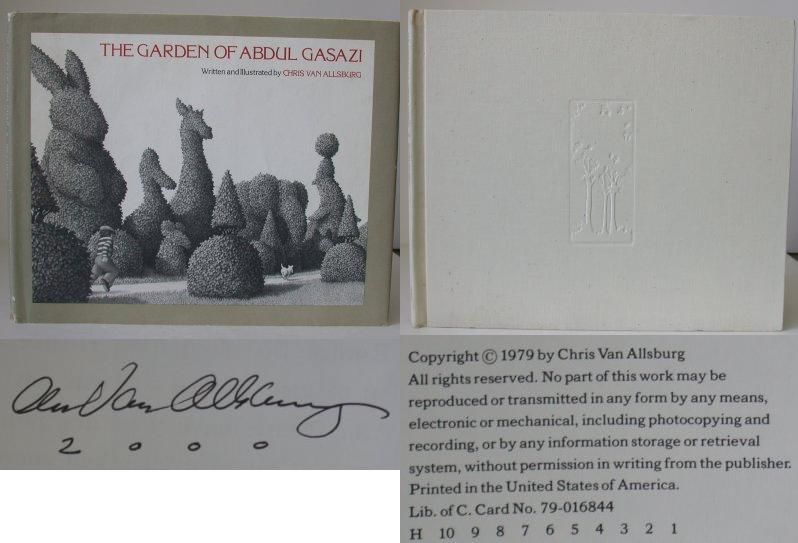 THE GARDEN OF ABDUL GASAZI
Written and Illustrated by CHRIS VAN ALLSBURG
Chris Van Allsburg
2000
Copyright © 1979 by Chris Van Allsburg
All rights reserved. No part of this work may be
reproduced or transmitted in any form by any means,
electronic or mechanical, including photocopying and
recording, or by any information storage or retrieval
system, without permission in writing from the publisher.
Printed in the United States of America.
Lib. of C. Card No. 79-016844
H 10 9 8 7 6 5 4 3 2 1